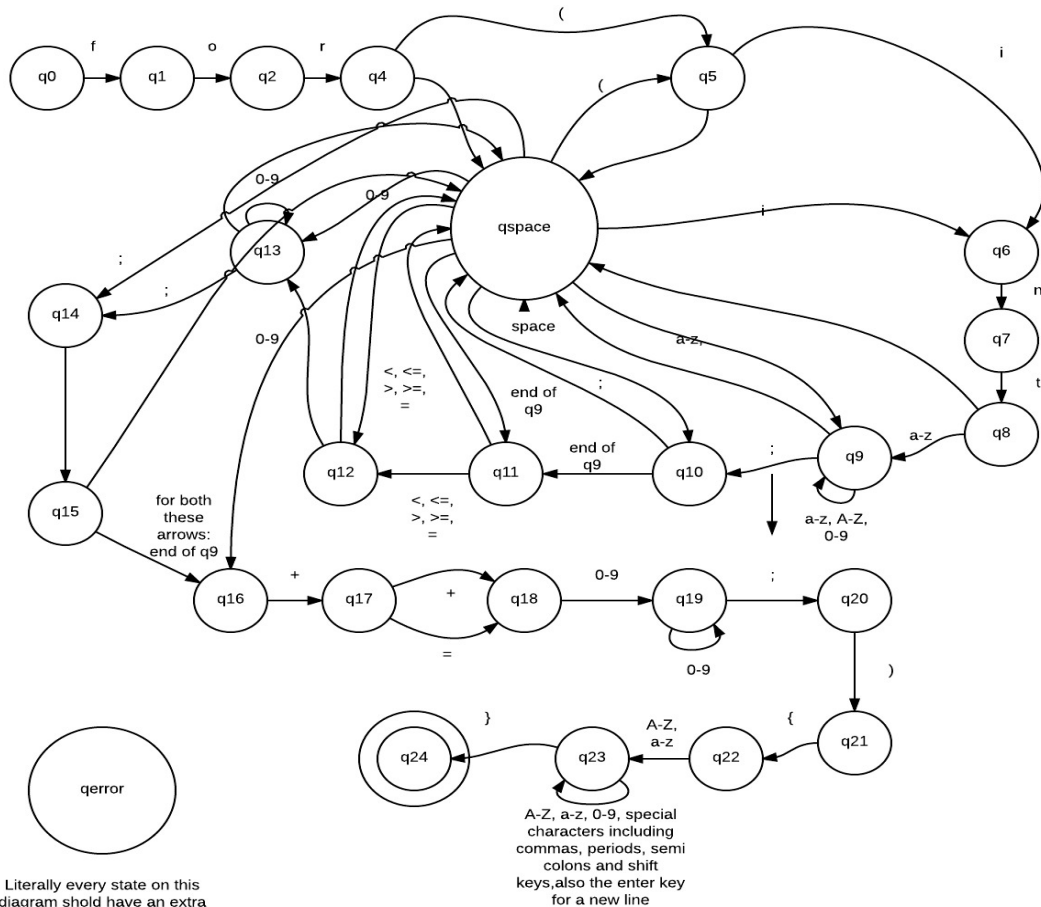 f
o
r
(
q0
q1
q2
q4
q5
i
(
0-9
0-9
qspace
i
q6
q13
;
;
n
q14
space
q7
0-9
a-z,
t
<, <=,
>, >=,
=
end of
q9
;
a-z
q8
q12
q11
end of
q9
q10
;
q9
q15
for both
these
arrows:
end of q9
<, <=,
>, >=,
=
a-z, A-Z,
0-9
+
+
0-9
;
q16
q17
q18
q19
q20
=
0-9
)
}
A-Z,
a-z
{
q21
q24
q23
q22
qerror
A-Z, a-z, 0-9, special
characters including
commas, periods, semi
colons and shift
keys,also the enter key
for a new line
Literally every state on this
diagram shold have an extra